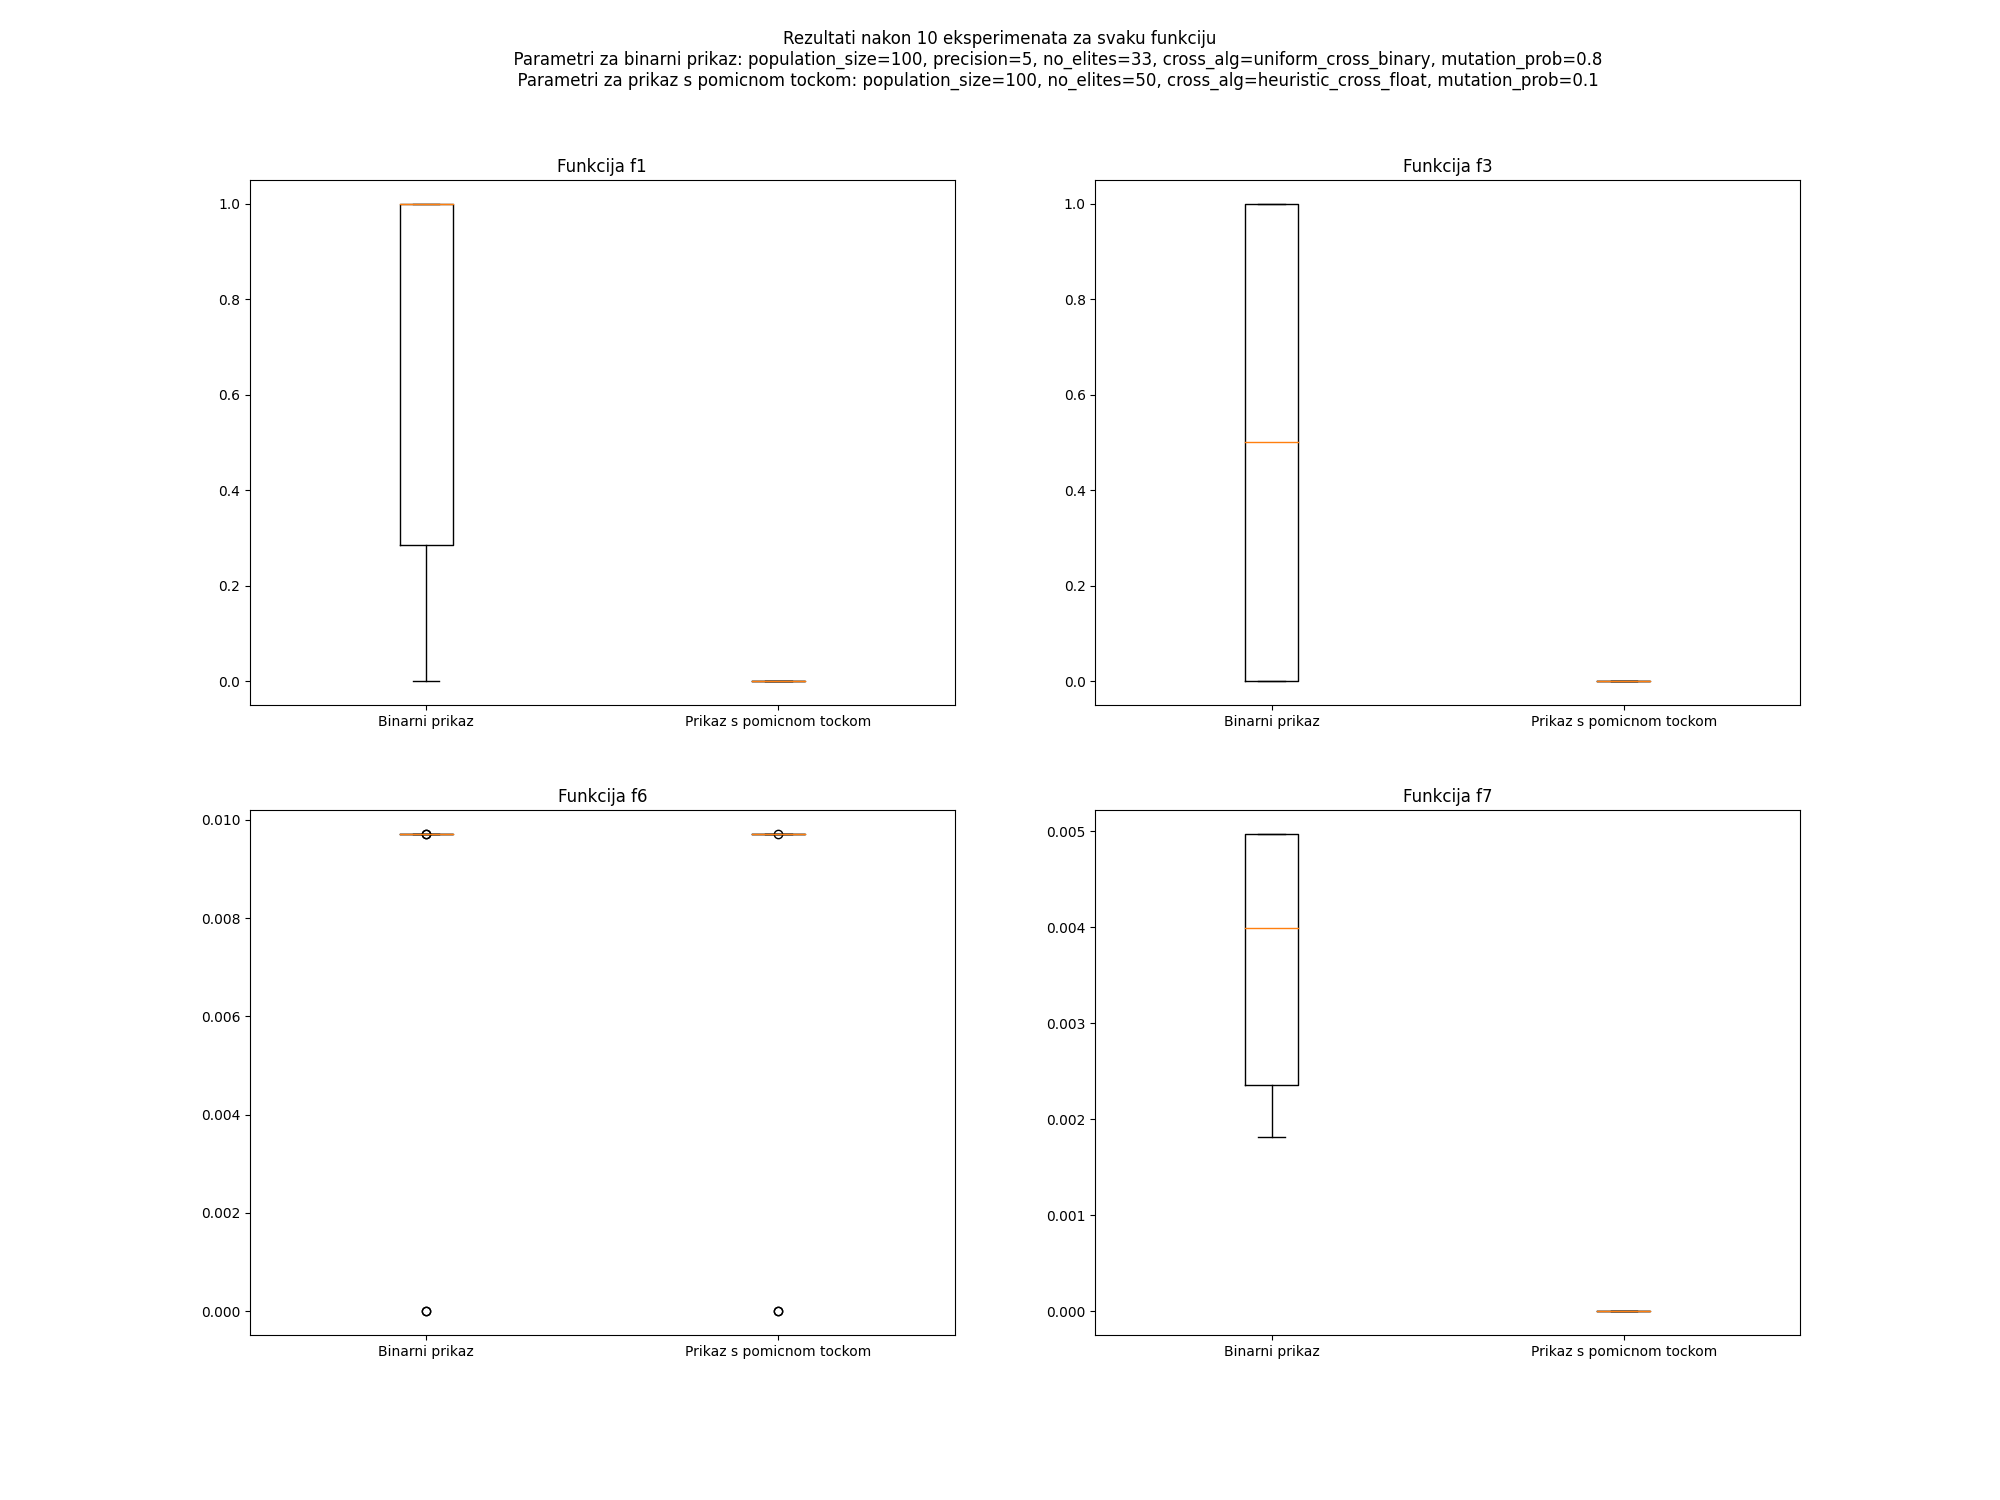 Rezultati nakon 10 eksperimenata za svaku funkciju
Parametri za binarni prikaz: population_size=100, precision=5, no_elites=33, cross_alg=uniform_cross_binary, mutation_prob=0.8
Parametri za prikaz s pomicnom tockom: population_size=100, no_elites=50, cross_alg=heuristic_cross_float, mutation_prob=0.1
Funkcija f1
1.0
0.8
0.6
0.4
0.2
0.0
Binarni prikaz
Prikaz s pomicnom tockom
Funkcija f3
1.0
0.8
0.6
0.4
0.2
0.0
Binarni prikaz
Prikaz s pomicnom tockom
Funkcija f6
0.010
0.008
0.006
0.004
0.002
0.000
Binarni prikaz
Prikaz s pomicnom tockom
Funkcija f7
0.005
0.004
0.003
0.002
0.001
0.000
Binarni prikaz
Prikaz s pomicnom tockom